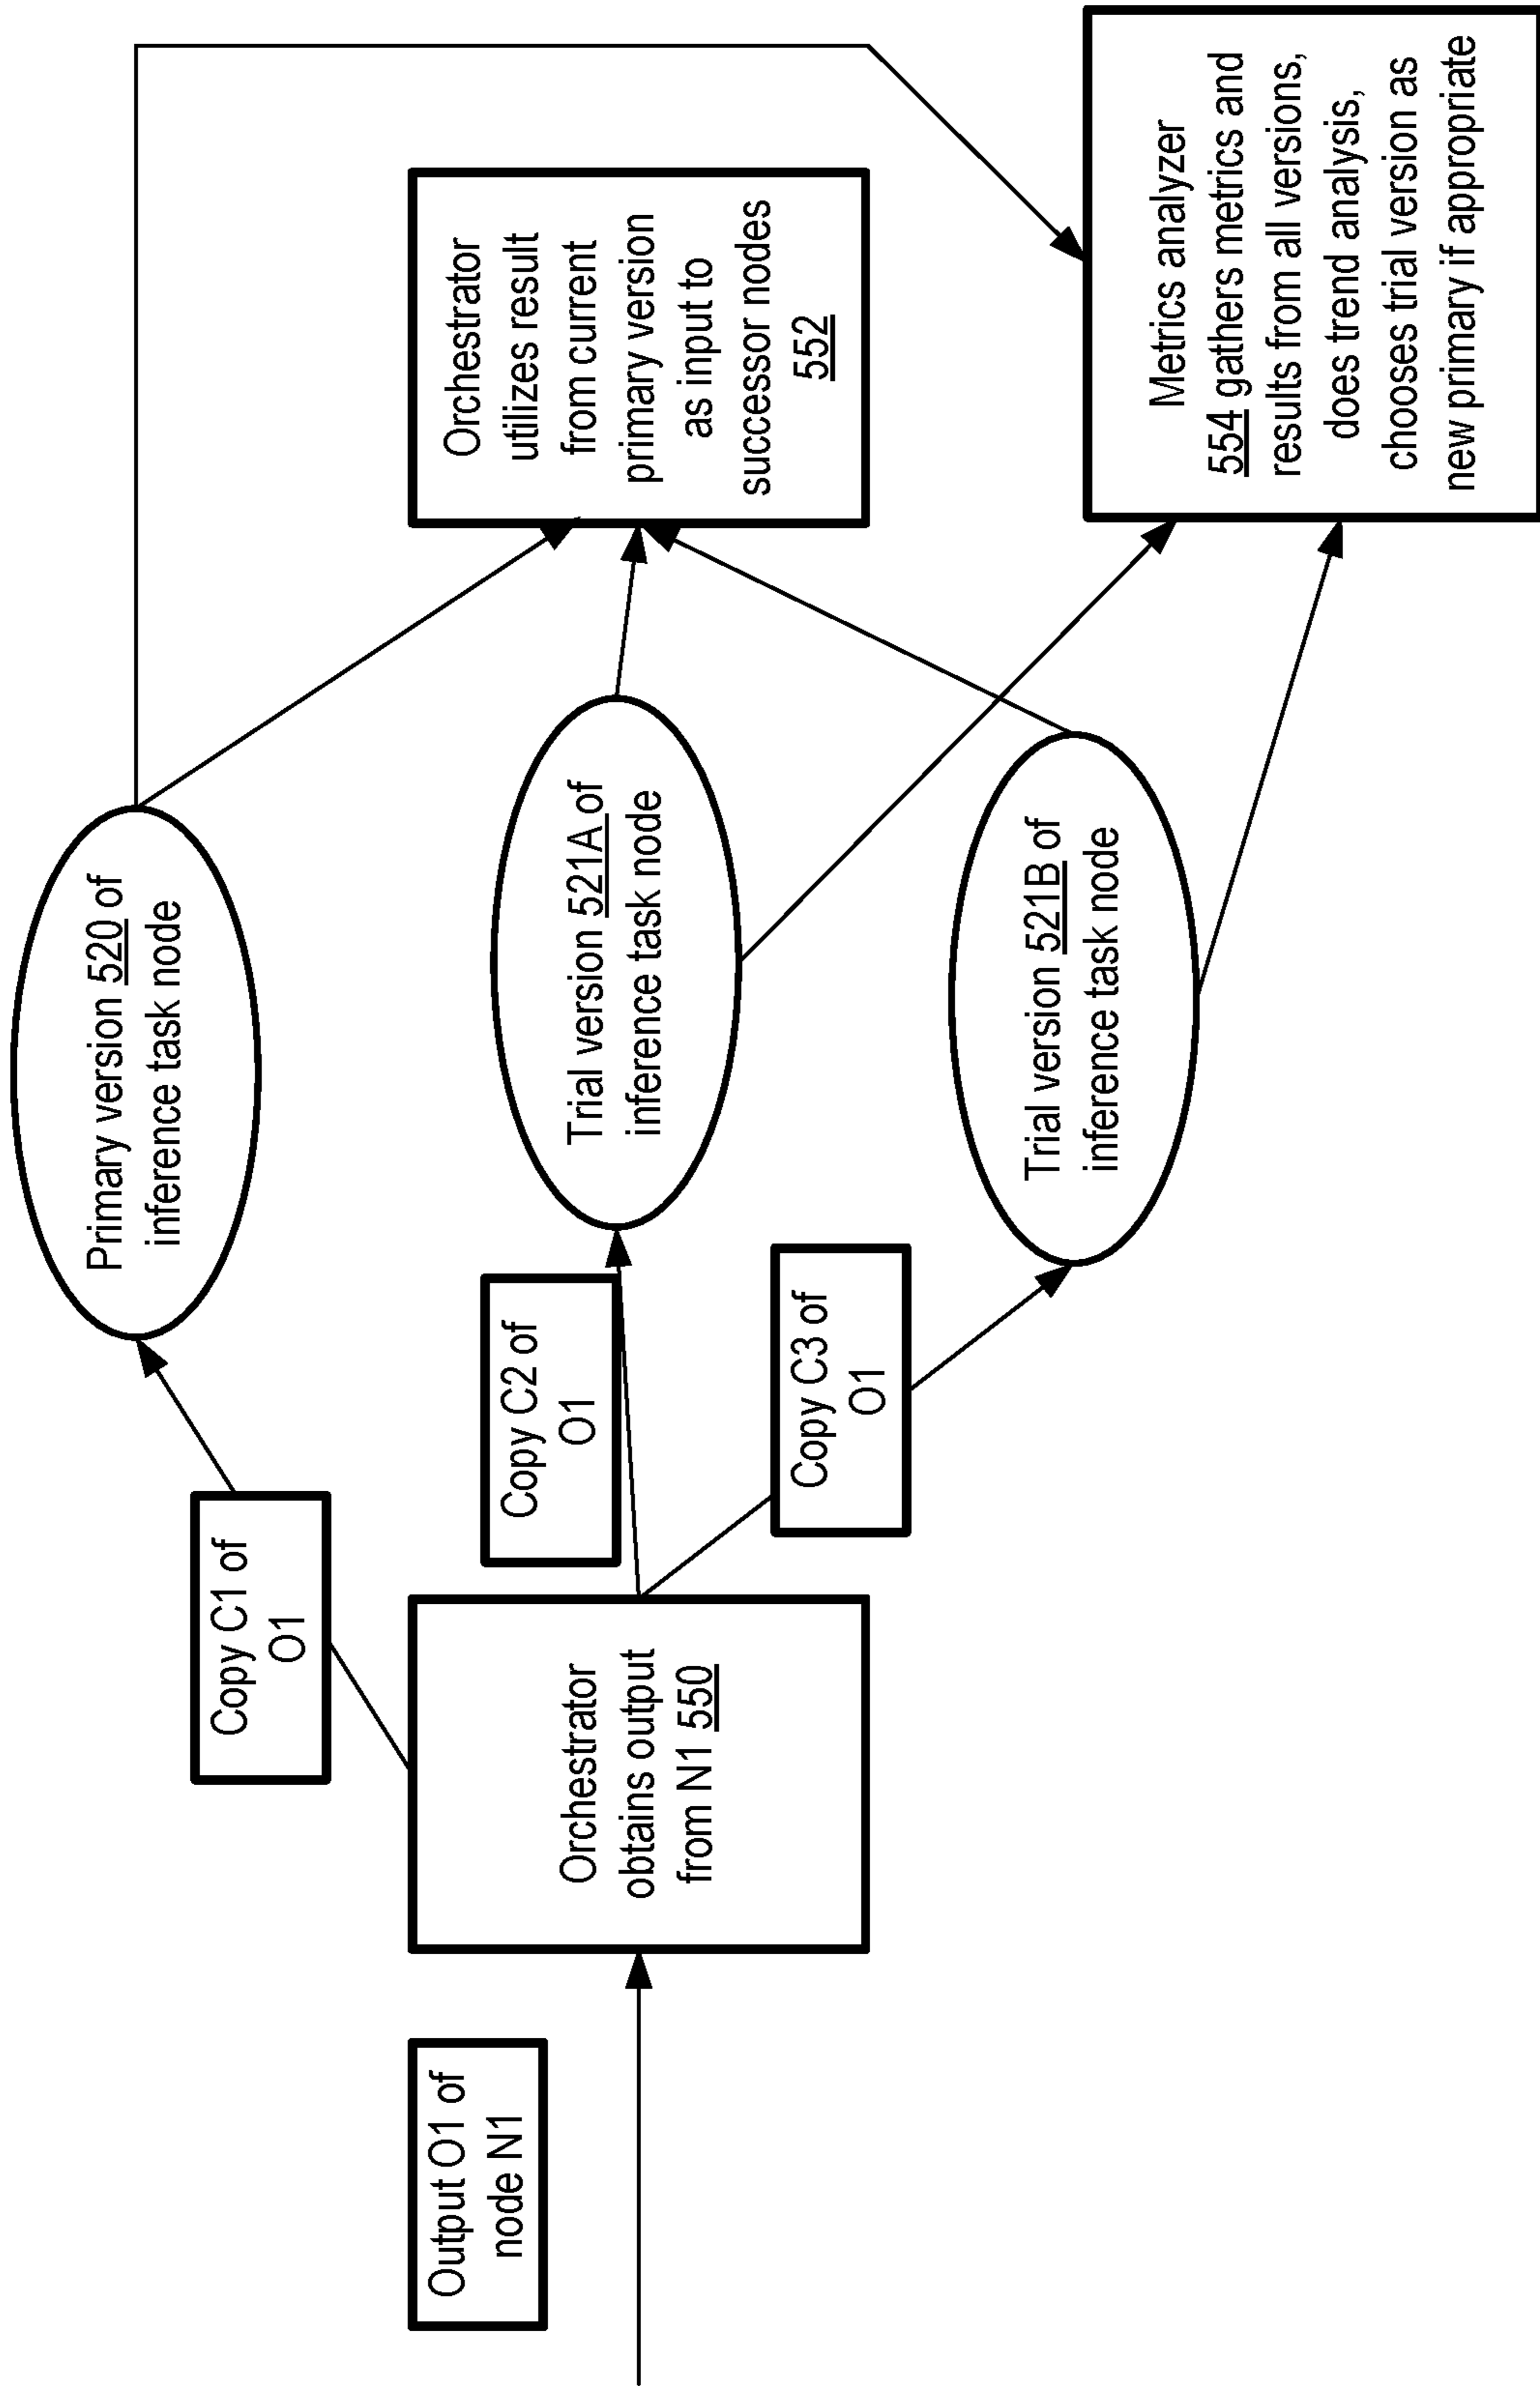 Output O1 of
node N1
Orchestrator
obtains output
from N1 550
Copy C1 of
O1
Copy C2 of
O1
Copy C3 of
O1
Primary version 520 of
inference task node
Trial version 521A of
inference task node
Trial version 521B of
inference task node
Orchestrator
utilizes result
from current
primary version
as input to
successor nodes
552
Metrics analyzer
554 gathers metrics and
results from all versions,
does trend analysis,
chooses trial version as
new primary if appropriate